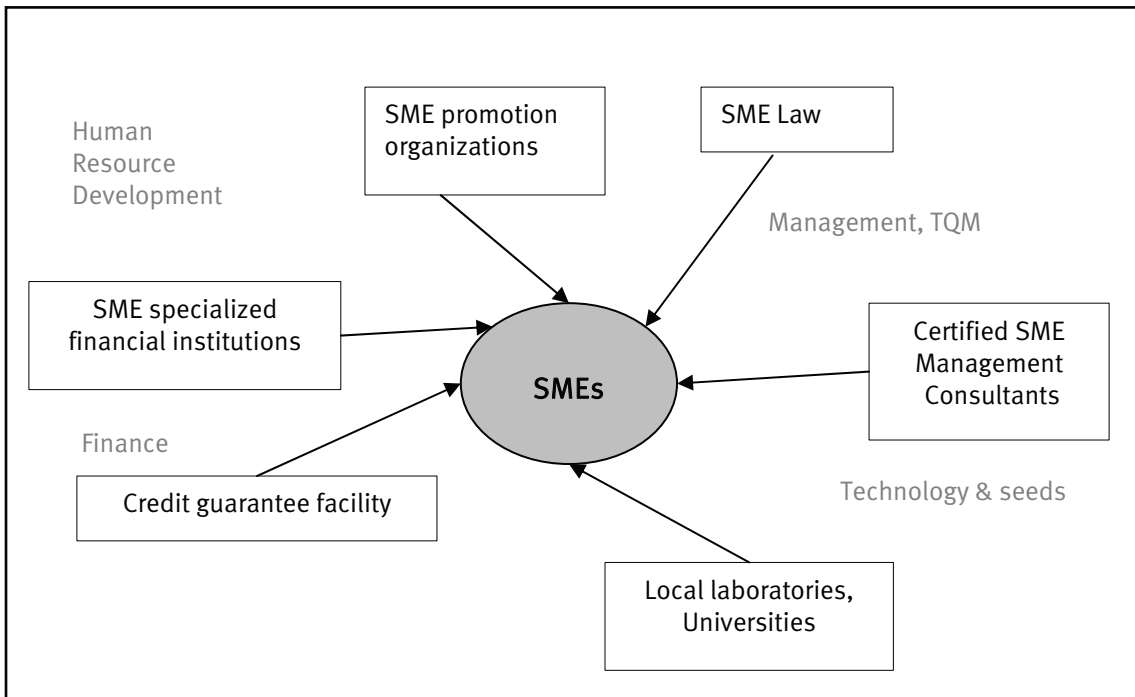 SME promotion
organizations
SME Law
Human
Resource
Development
Management, TQM
SME specialized
financial institutions
Certified SME
Management
Consultants
SMEs
Finance
Credit guarantee facility
Technology & seeds
Local laboratories,
Universities